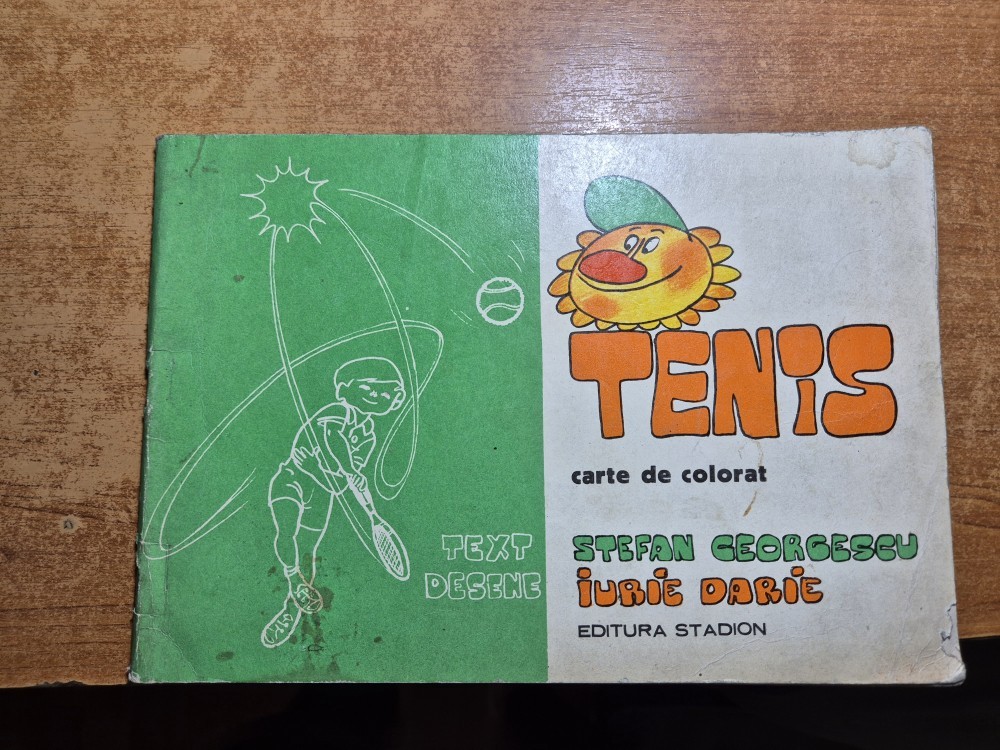 TENIS
carte de colorat
TEXT STEFAN GEORGESCU
DESENE IURIE DARIE
EDITURA STADION